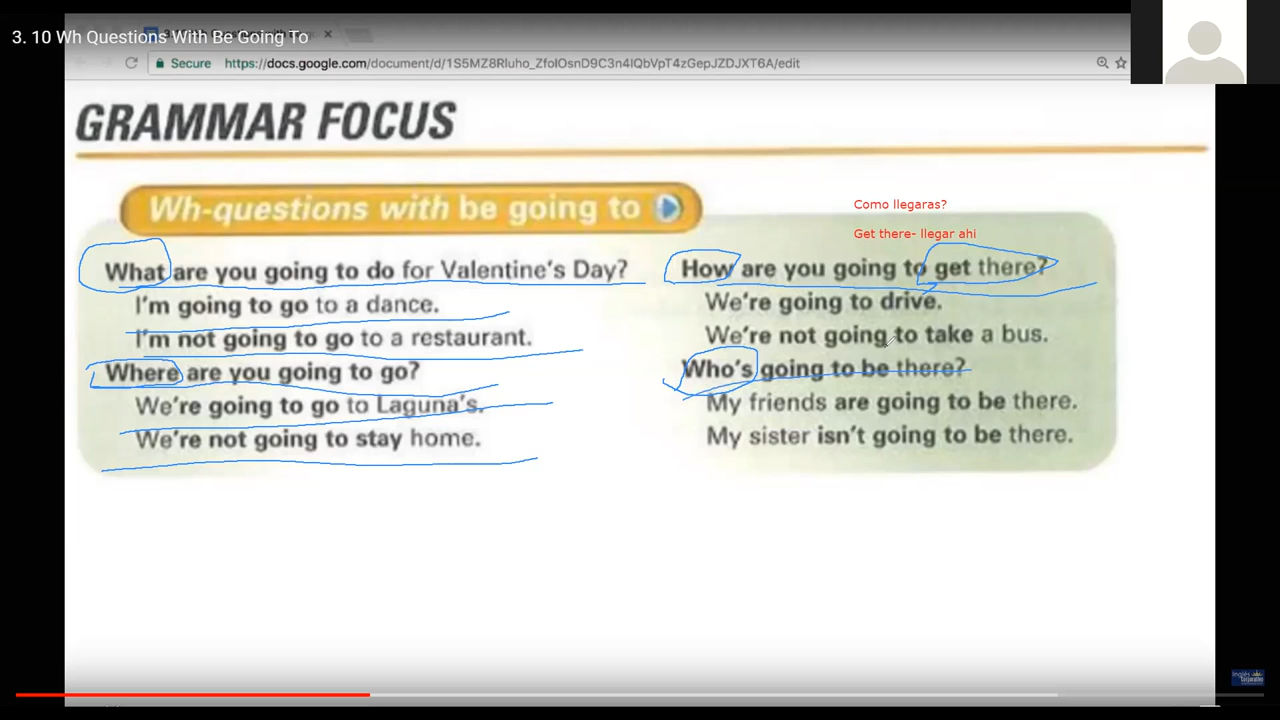 3. 10 Wh Questions With Be Going To
Secure https://docs.google.com/document/d/1S5MZ8Rluho_ZfolOsnD9C3n4lQbVpT4zGepJZDJXT6A/edit
GRAMMAR FOCUS
Wh-questions with be going to
What are you going to do for Valentine's Day?
I'm going to go to a dance.
I'm not going to go to a restaurant.
Where are you going to go?
We're going to go to Laguna's.
We're not going to stay home.
Como llegaras?
Get there- llegar ahi
How are you going to get there?
We're going to drive.
We're not going to take a bus.
Who's going to be there?
My friends are going to be there.
My sister isn't going to be there.